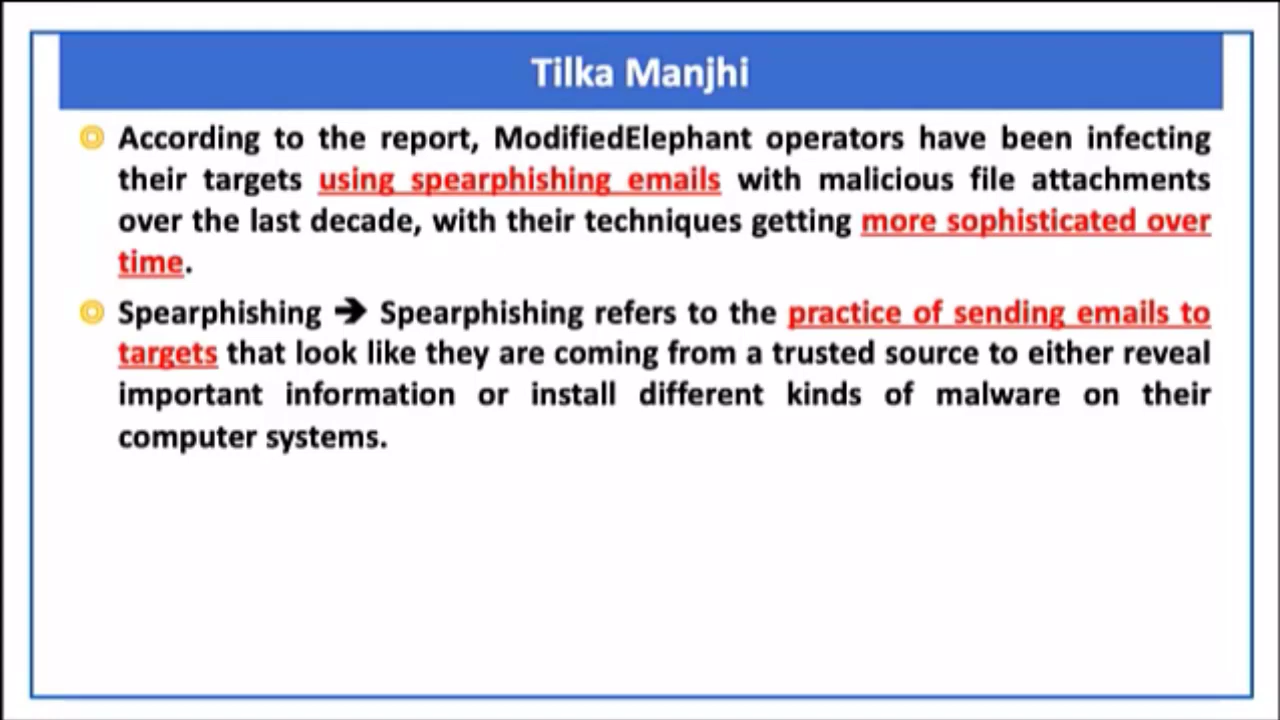 Tilka Manjhi
According to the report, ModifiedElephant operators have been infecting
their targets using spearphishing emails with malicious file attachments
over the last decade, with their techniques getting more sophisticated over
time.
Spearphishing ➔ Spearphishing refers to the practice of sending emails to
targets that look like they are coming from a trusted source to either reveal
important information or install different kinds of malware on their
computer systems.